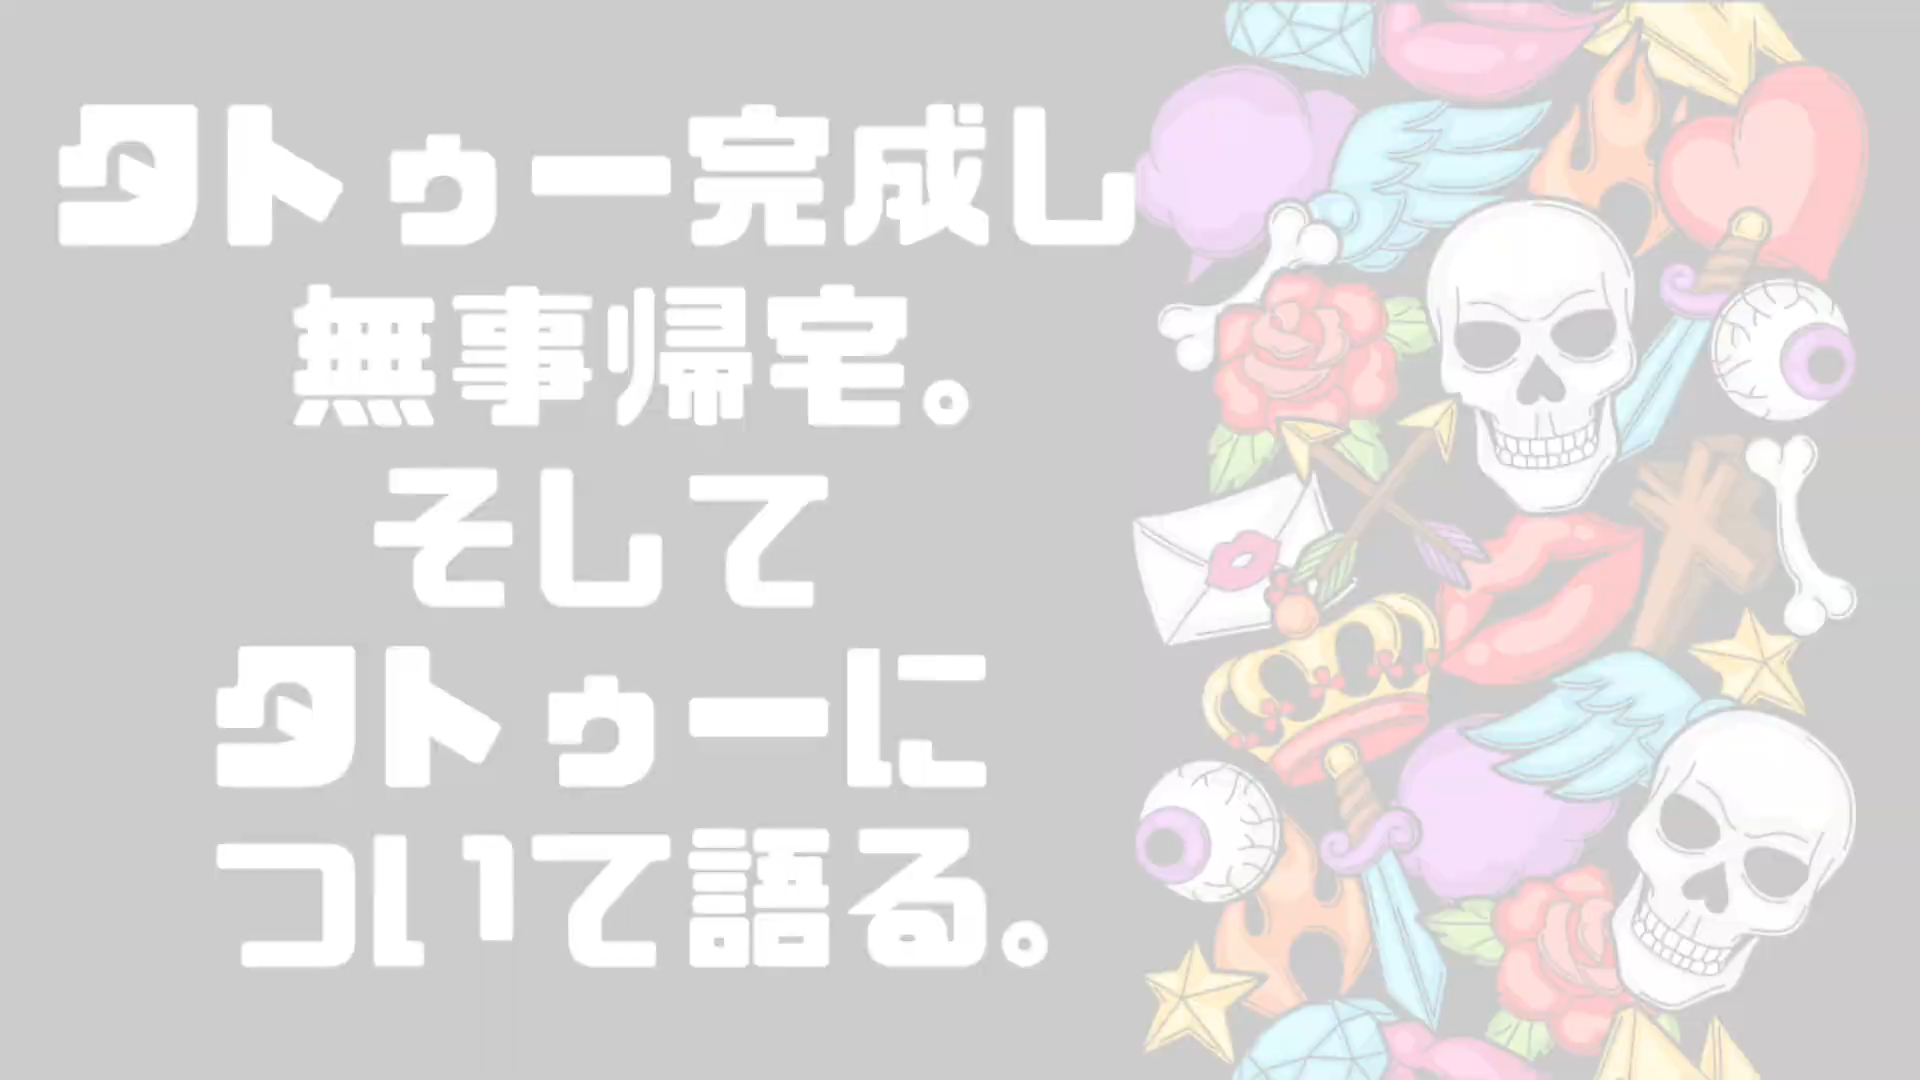 タトゥー完成し
無事帰宅。
そして
タトゥーに
ついて語る。